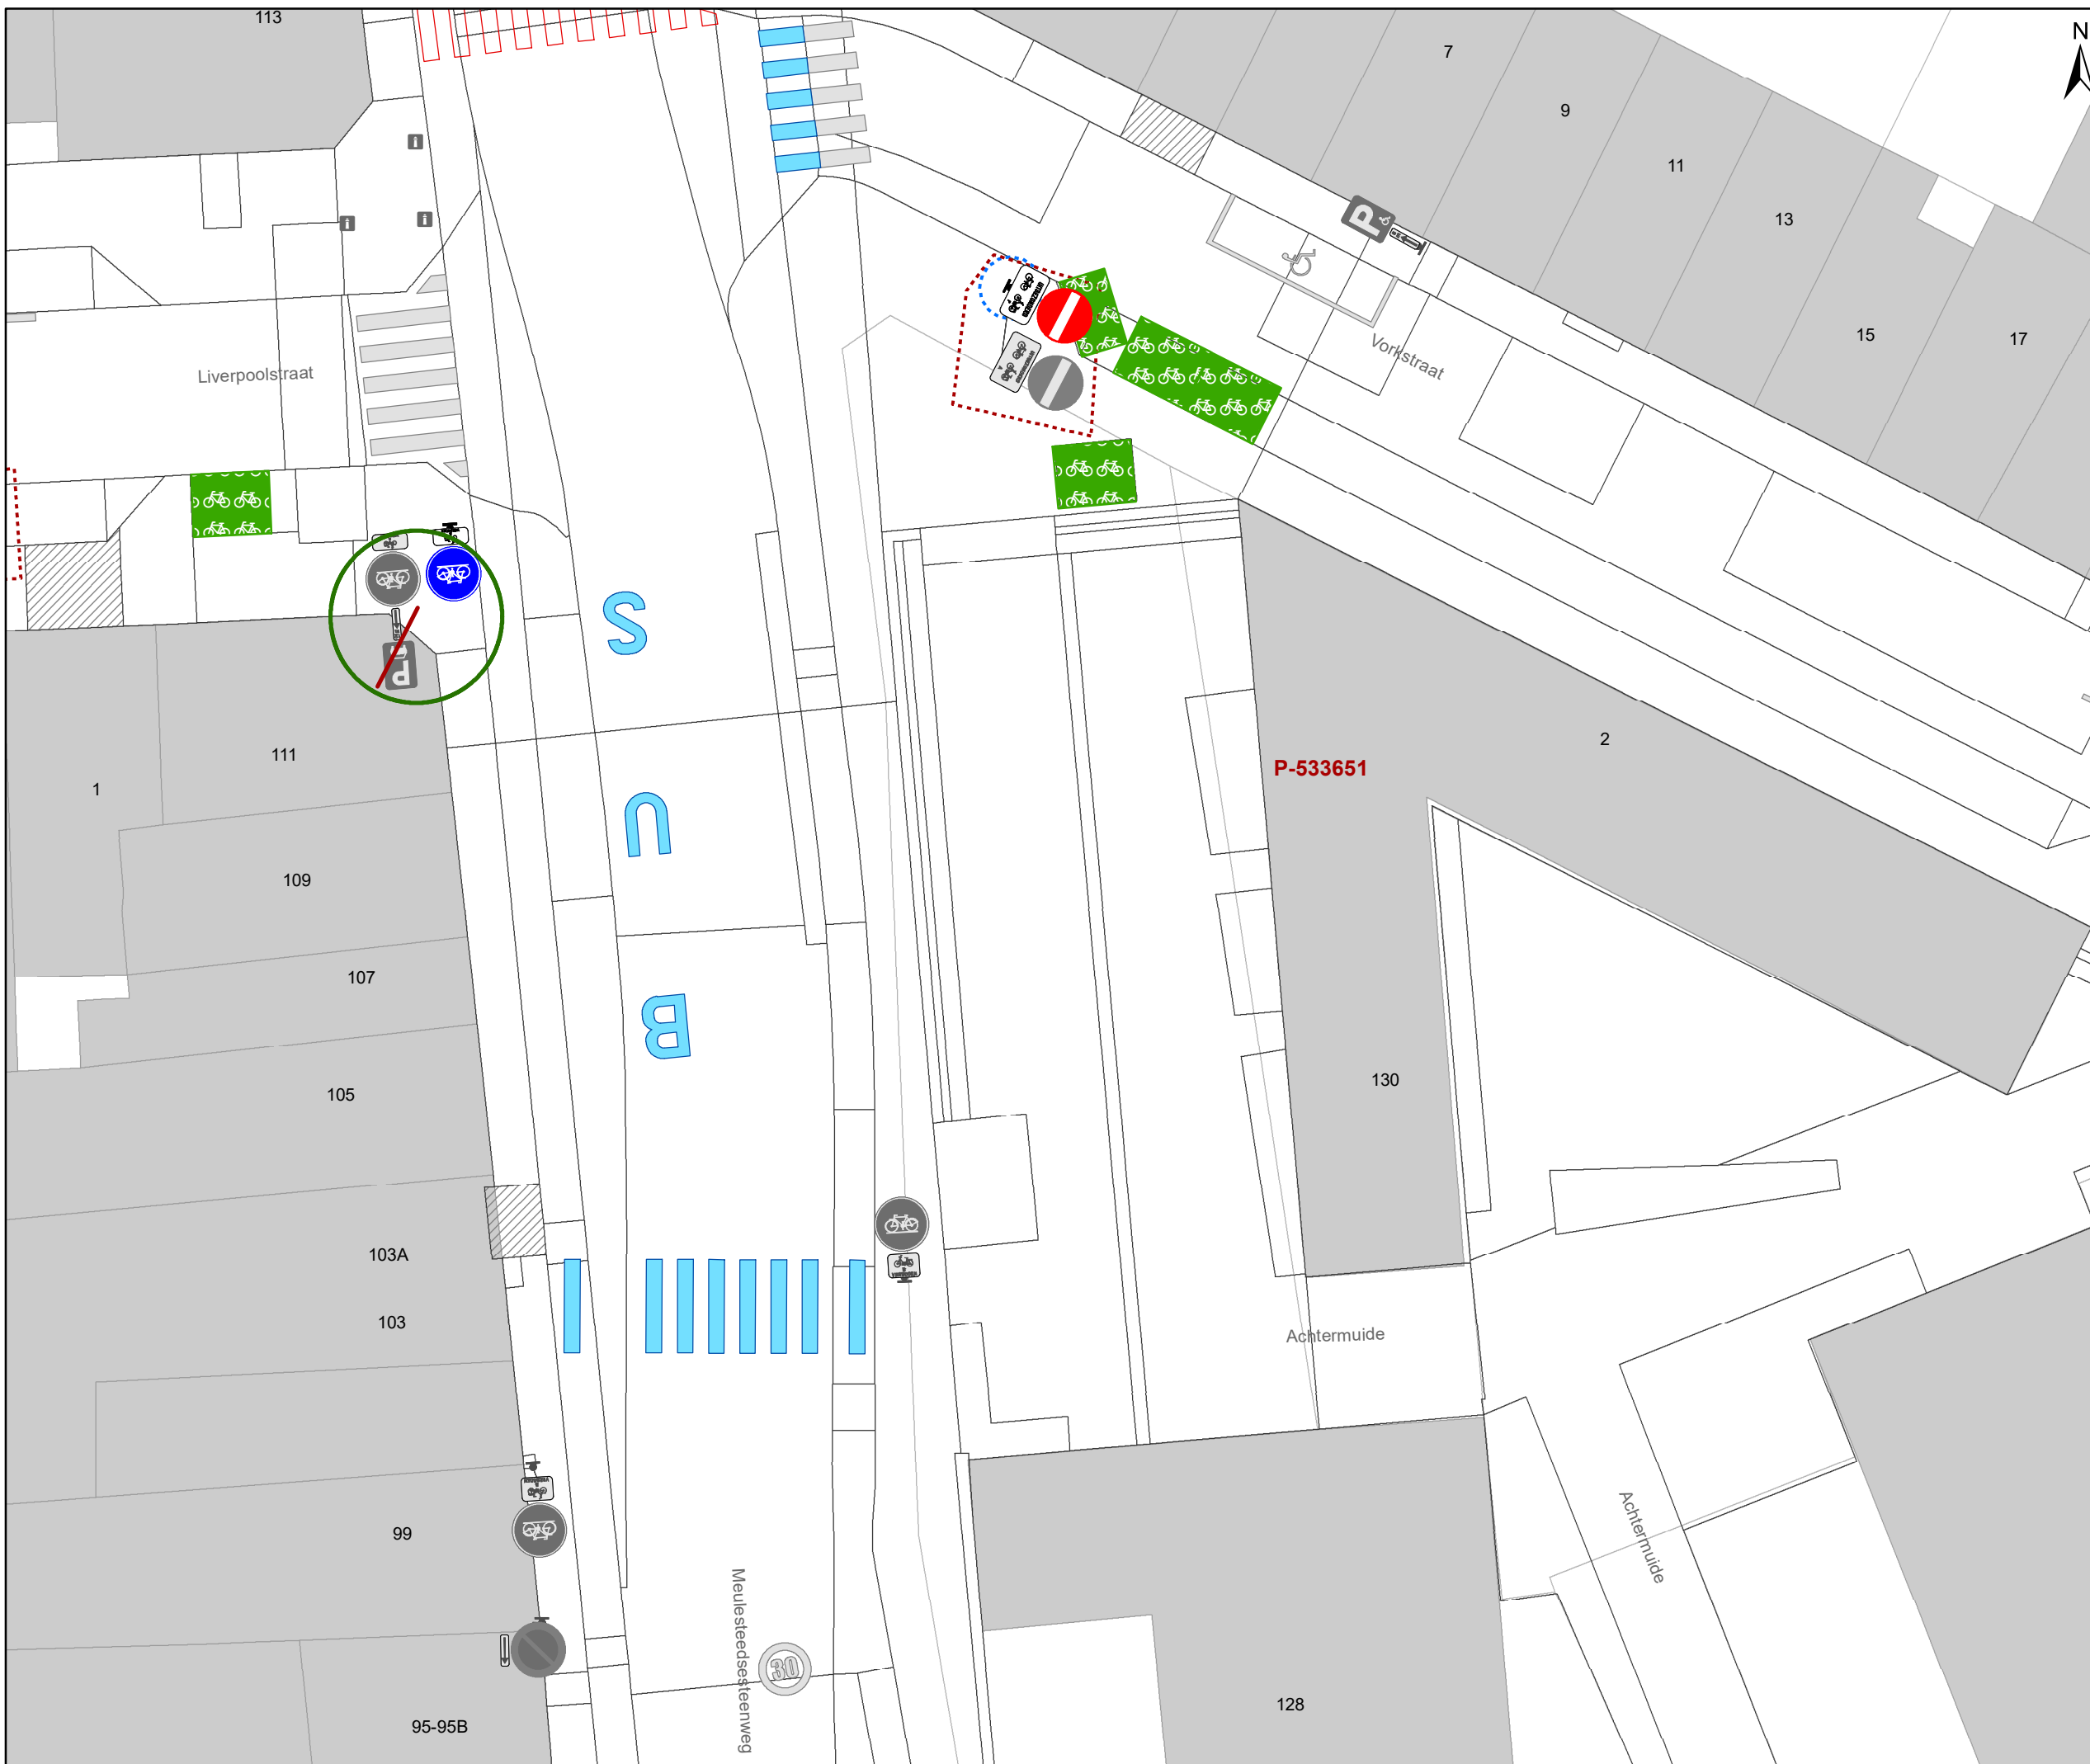 113
N
7
9
11
13
15
17
P
Vorkstraat
Liverpoolstraat
P
S
2
P-533651
111
1
U
109
107
B
105
130
103A
103
Achtermuide
Achtermuide
99
Meulesteedsesteenweg
30
128
95-95B